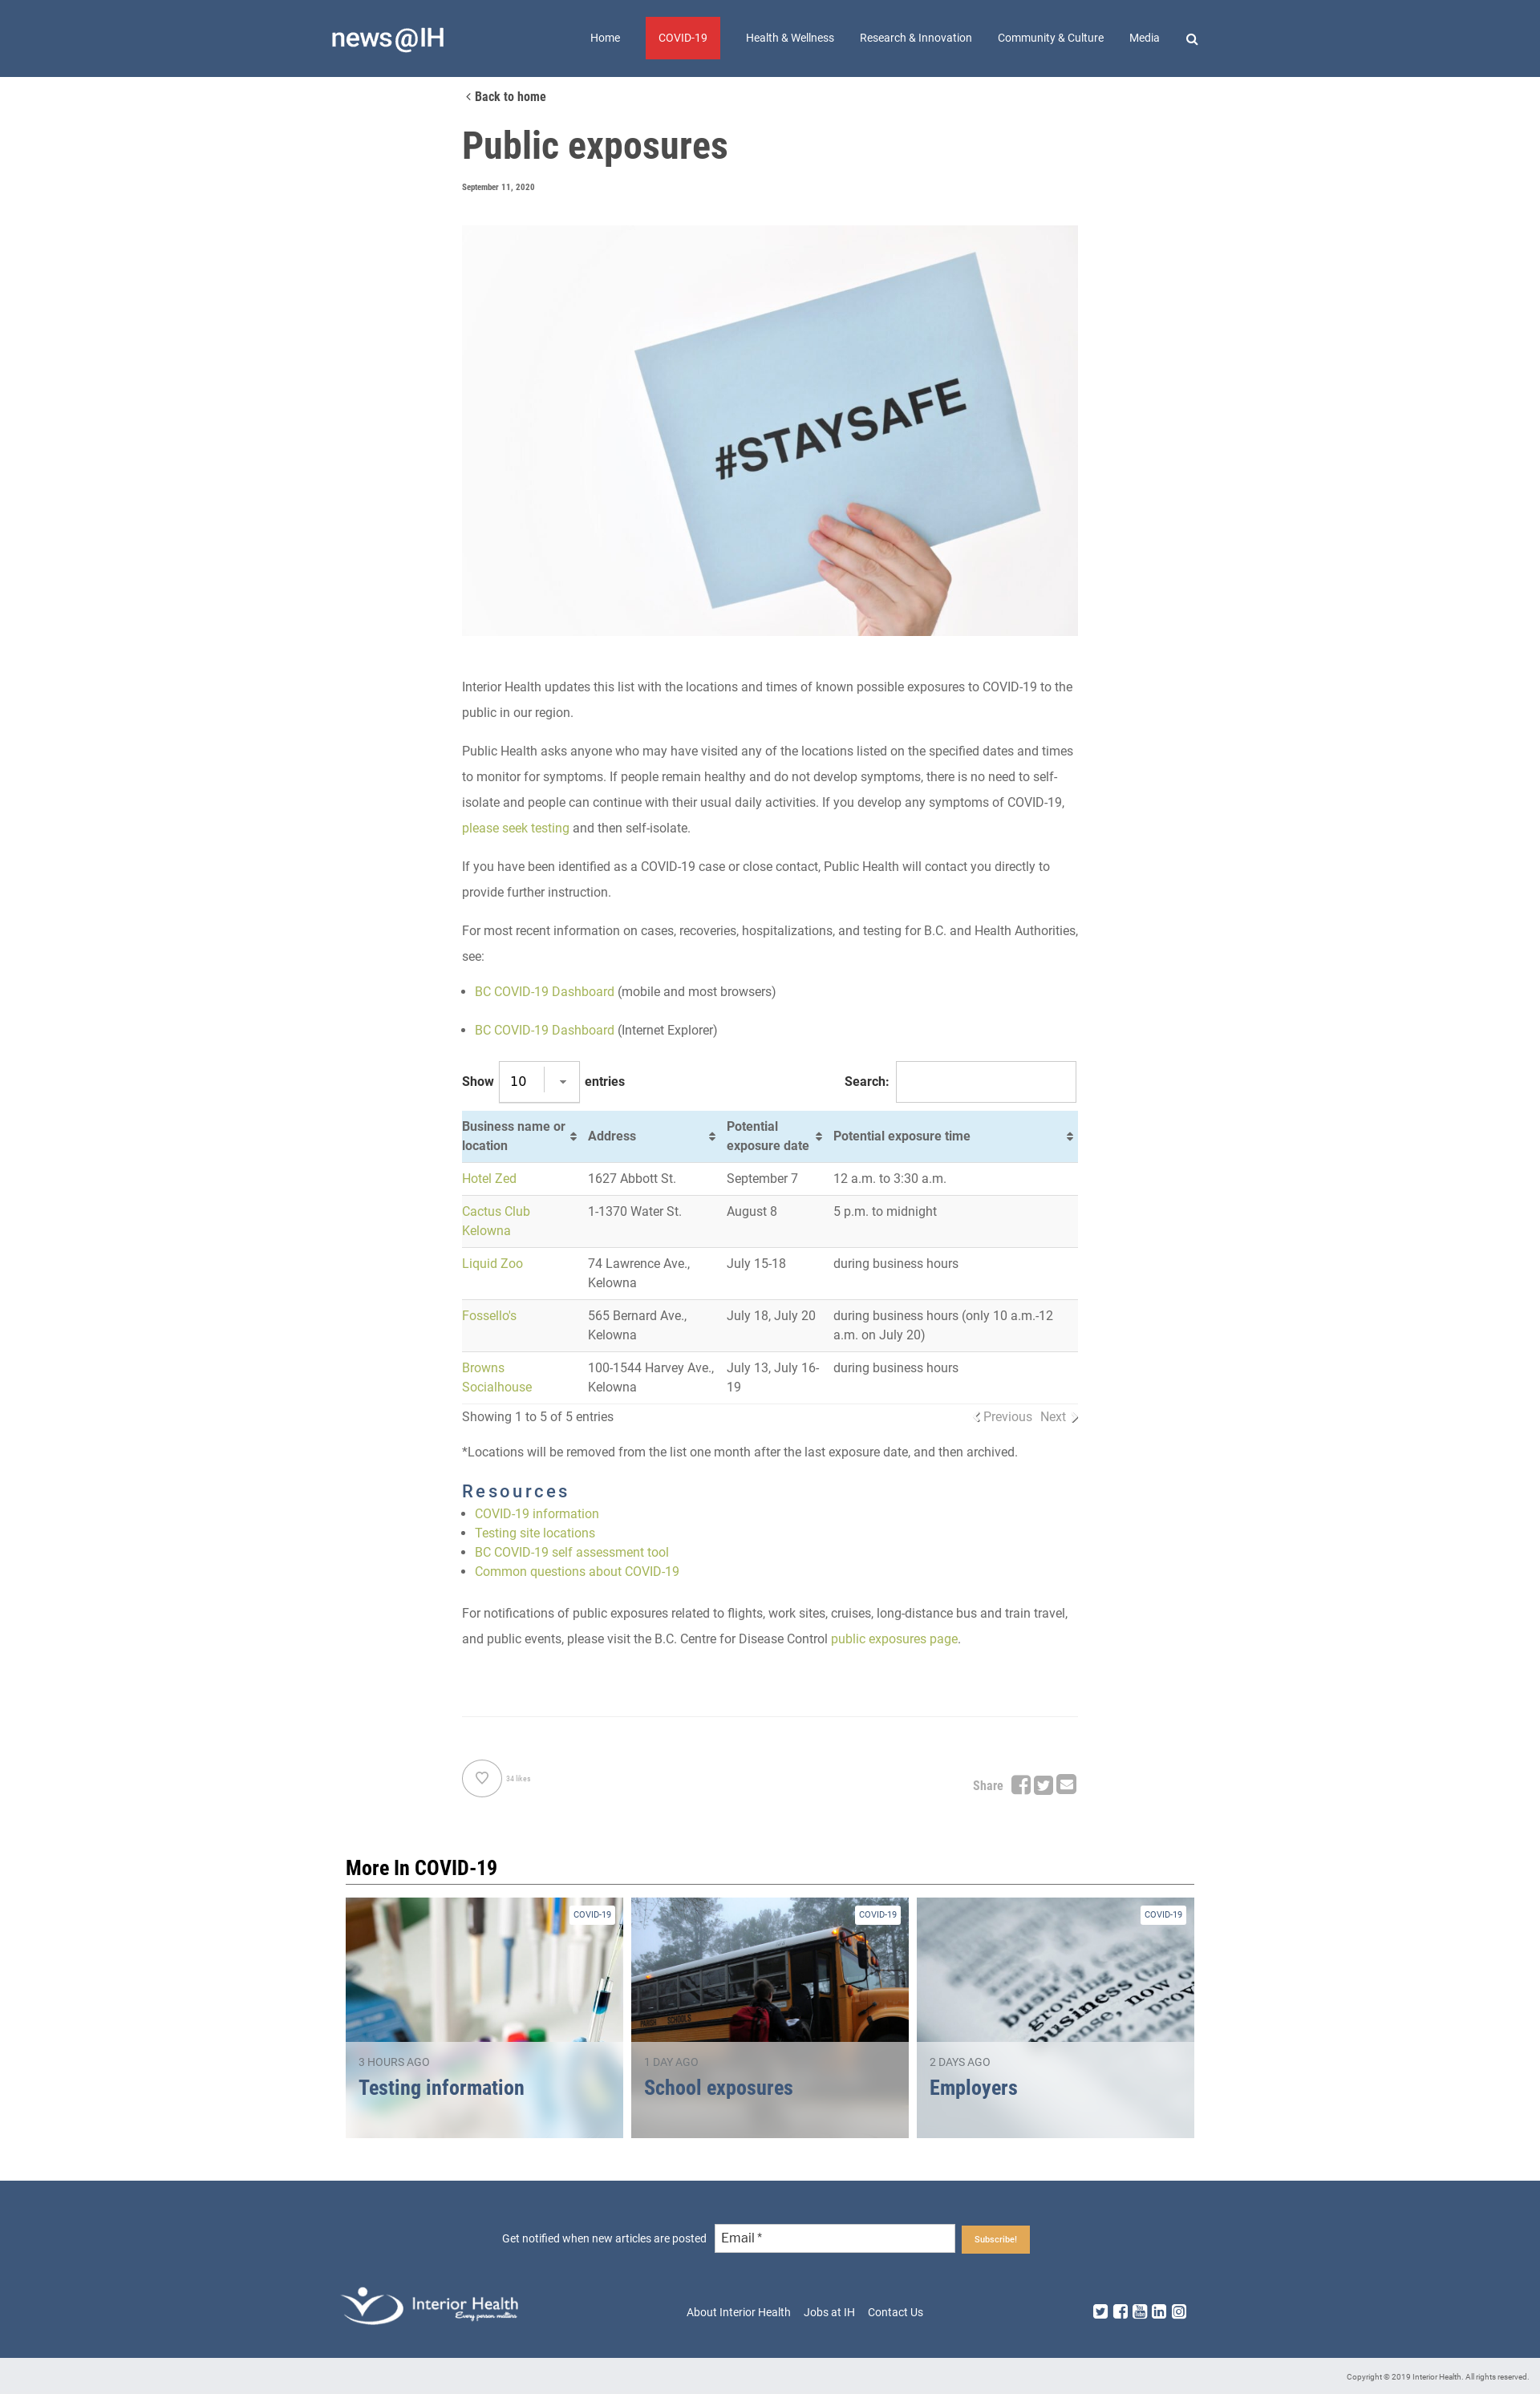 news@IH
Home COVID-19 Health & Wellness Research & Innovation Community & Culture Media
Back to home
Public exposures
September 11, 2020
#STAYSAFE
Interior Health updates this list with the locations and times of known possible exposures to COVID-19 to the
public in our region.
Public Health asks anyone who may have visited any of the locations listed on the specified dates and times
to monitor for symptoms. If people remain healthy and do not develop symptoms, there is no need to self-
isolate and people can continue with their usual daily activities. If you develop any symptoms of COVID-19,
please seek testing and then self-isolate.
If you have been identified as a COVID-19 case or close contact, Public Health will contact you directly to
provide further instruction.
For most recent information on cases, recoveries, hospitalizations, and testing for B.C. and Health Authorities,
see:
• BC COVID-19 Dashboard (mobile and most browsers)
• BC COVID-19 Dashboard (Internet Explorer)
Show 10 entries Search:
Business name or location Address Potential exposure date Potential exposure time
Hotel Zed 1627 Abbott St. September 7 12 a.m. to 3:30 a.m.
Cactus Club 1-1370 Water St. August 8 5 p.m. to midnight
Kelowna
Liquid Zoo 74 Lawrence Ave., July 15-18 during business hours
Kelowna
Fossello's 565 Bernard Ave., July 18, July 20 during business hours (only 10 a.m.-12
Kelowna a.m. on July 20)
Browns 100-1544 Harvey Ave., July 13, July 16- during business hours
Socialhouse Kelowna 19
Showing 1 to 5 of 5 entries Previous Next
*Locations will be removed from the list one month after the last exposure date, and then archived.
Resources
• COVID-19 information
• Testing site locations
• BC COVID-19 self assessment tool
• Common questions about COVID-19
For notifications of public exposures related to flights, work sites, cruises, long-distance bus and train travel,
and public events, please visit the B.C. Centre for Disease Control public exposures page.
34 likes Share
More In COVID-19
COVID-19 COVID-19 COVID-19
growing
business, now
3 HOURS AGO 1 DAY AGO 2 DAYS AGO
Testing information School exposures Employers
Get notified when new articles are posted Email * Subscribe!
Interior Health
Every person matters
About Interior Health Jobs at IH Contact Us
Copyright © 2019 Interior Health. All rights reserved.